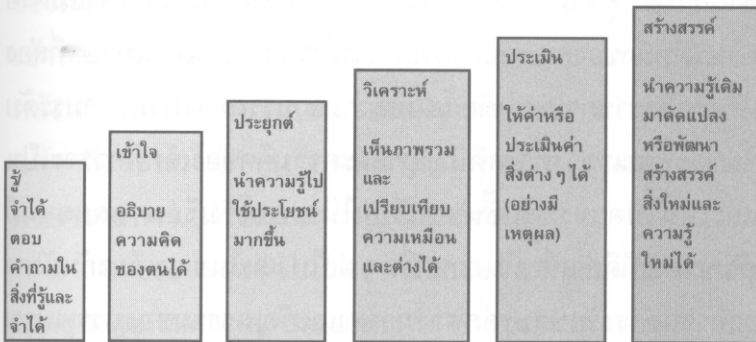 รู้
จำได้
ตอบ
คำถามใน
สิ่งที่รู้และ
จำได้
เข้าใจ
อธิบาย
ความคิด
ของตนได้
ประยุกต์
นำความรู้ไป
ใช้ประโยชน์
มากขึ้น
วิเคราะห์
เห็นภาพรวม
และ
เปรียบเทียบ
ความเหมือน
และต่างได้
ประเมิน
ให้ค่าหรือ
ประเมินค่า
สิ่งต่าง ๆ ได้
(อย่างมี
เหตุผล)
สร้างสรรค์
นำความรู้เดิม
มาดัดแปลง
หรือพัฒนา
สร้างสรรค์
สิ่งใหม่และ
ความรู้
ใหม่ได้